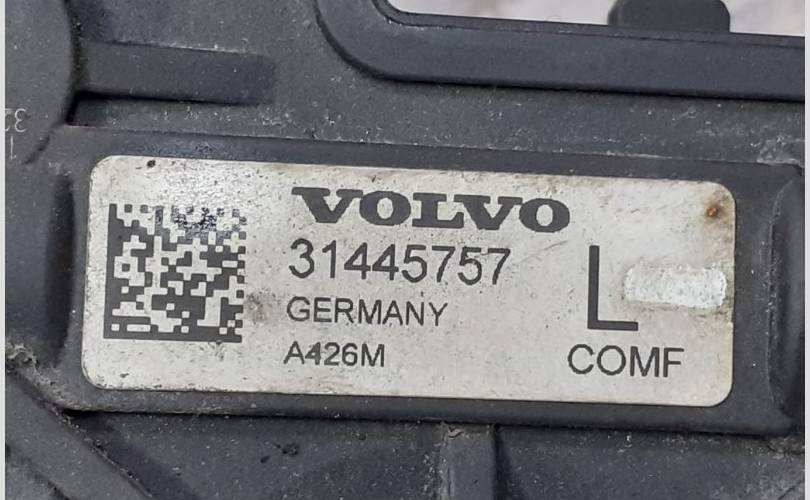 VOLVO
31445757
GERMANY
A426M
L
COMF